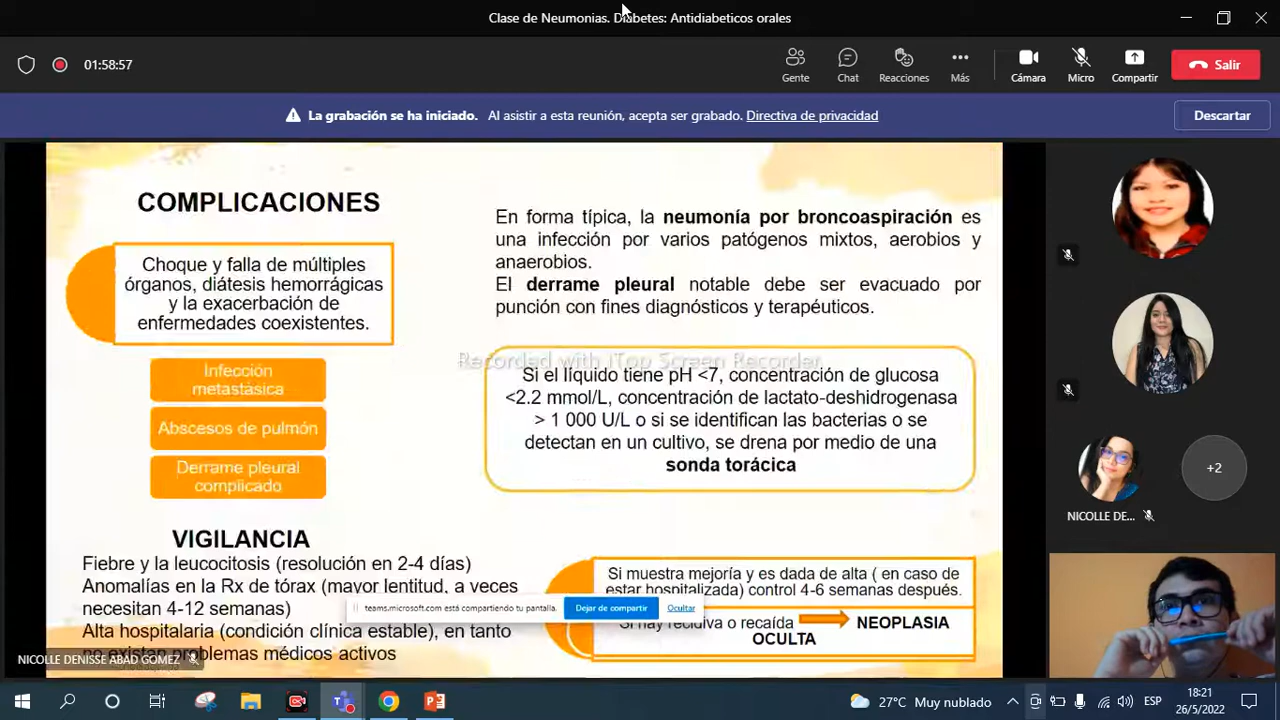 Clase de Neumonias. Diabetes: Antidiabeticos orales
01:58:57
Gente
Chat
Reacciones
Más
Cámara
Micro
Compartir
Salir
La grabación se ha iniciado. Al asistir a esta reunión, acepta ser grabado. Directiva de privacidad
Descartar
COMPLICACIONES
Choque y falla de múltiples
órganos, diátesis hemorrágicas
y la exacerbación de
enfermedades coexistentes.
Infección
metastásica
Abscesos de pulmón
Derrame pleural
complicado
VIGILANCIA
Fiebre y la leucocitosis (resolución en 2-4 días)
Anomalías en la Rx de tórax (mayor lentitud, a veces
necesitan 4-12 semanas)
Alta hospitalaria (condición clínica estable), en tanto
no existan problemas médicos activos
En forma típica, la neumonía por broncoaspiración es
una infección por varios patógenos mixtos, aerobios y
anaerobios.
El derrame pleural notable debe ser evacuado por
punción con fines diagnósticos y terapéuticos.
Recorded with iTop Screen Recorder
Si el líquido tiene pH <7, concentración de glucosa
<2.2 mmol/L, concentración de lactato-deshidrogenasa
> 1 000 U/L o si se identifican las bacterias o se
detectan en un cultivo, se drena por medio de una
sonda torácica
Si muestra mejoría y es dada de alta ( en caso de
estar hospitalizada) control 4-6 semanas después.
Si hay recidiva o recaída NEOPLASIA
OCULTA
teams.microsoft.com está compartiendo tu pantalla.
Dejar de compartir
Ocultar
NICOLLE DENISSE ABAD GOMEZ
NICOLLE DE...
+2
27°C Muy nublado
ESP
18:21
26/5/2022